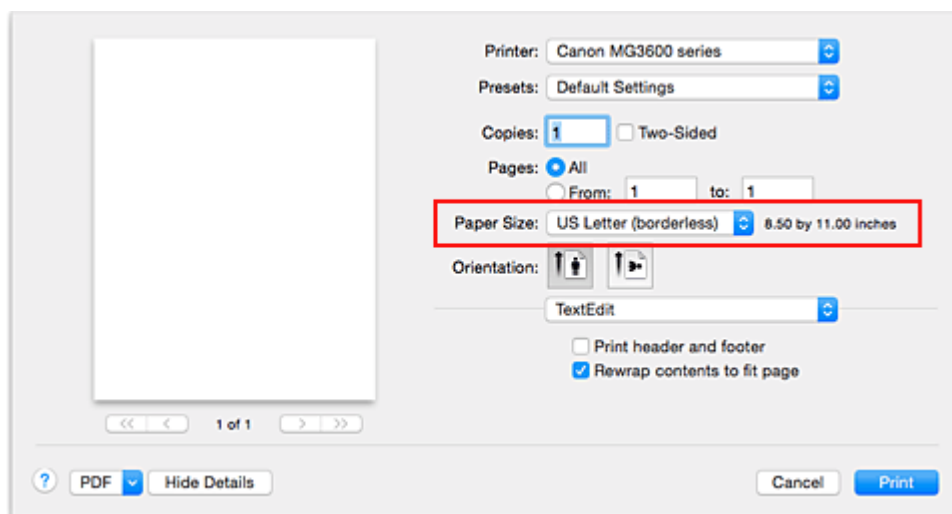 Printer: Canon MG3600 series
Presets: Default Settings
Copies: 1 Two-Sided
Pages: All
From: 1 to: 1
Paper Size: US Letter (borderless) 8.50 by 11.00 inches
Orientation:
TextEdit
Print header and footer
Rewrap contents to fit page
<< < 1 of 1 > >>
? PDF Hide Details Cancel Print